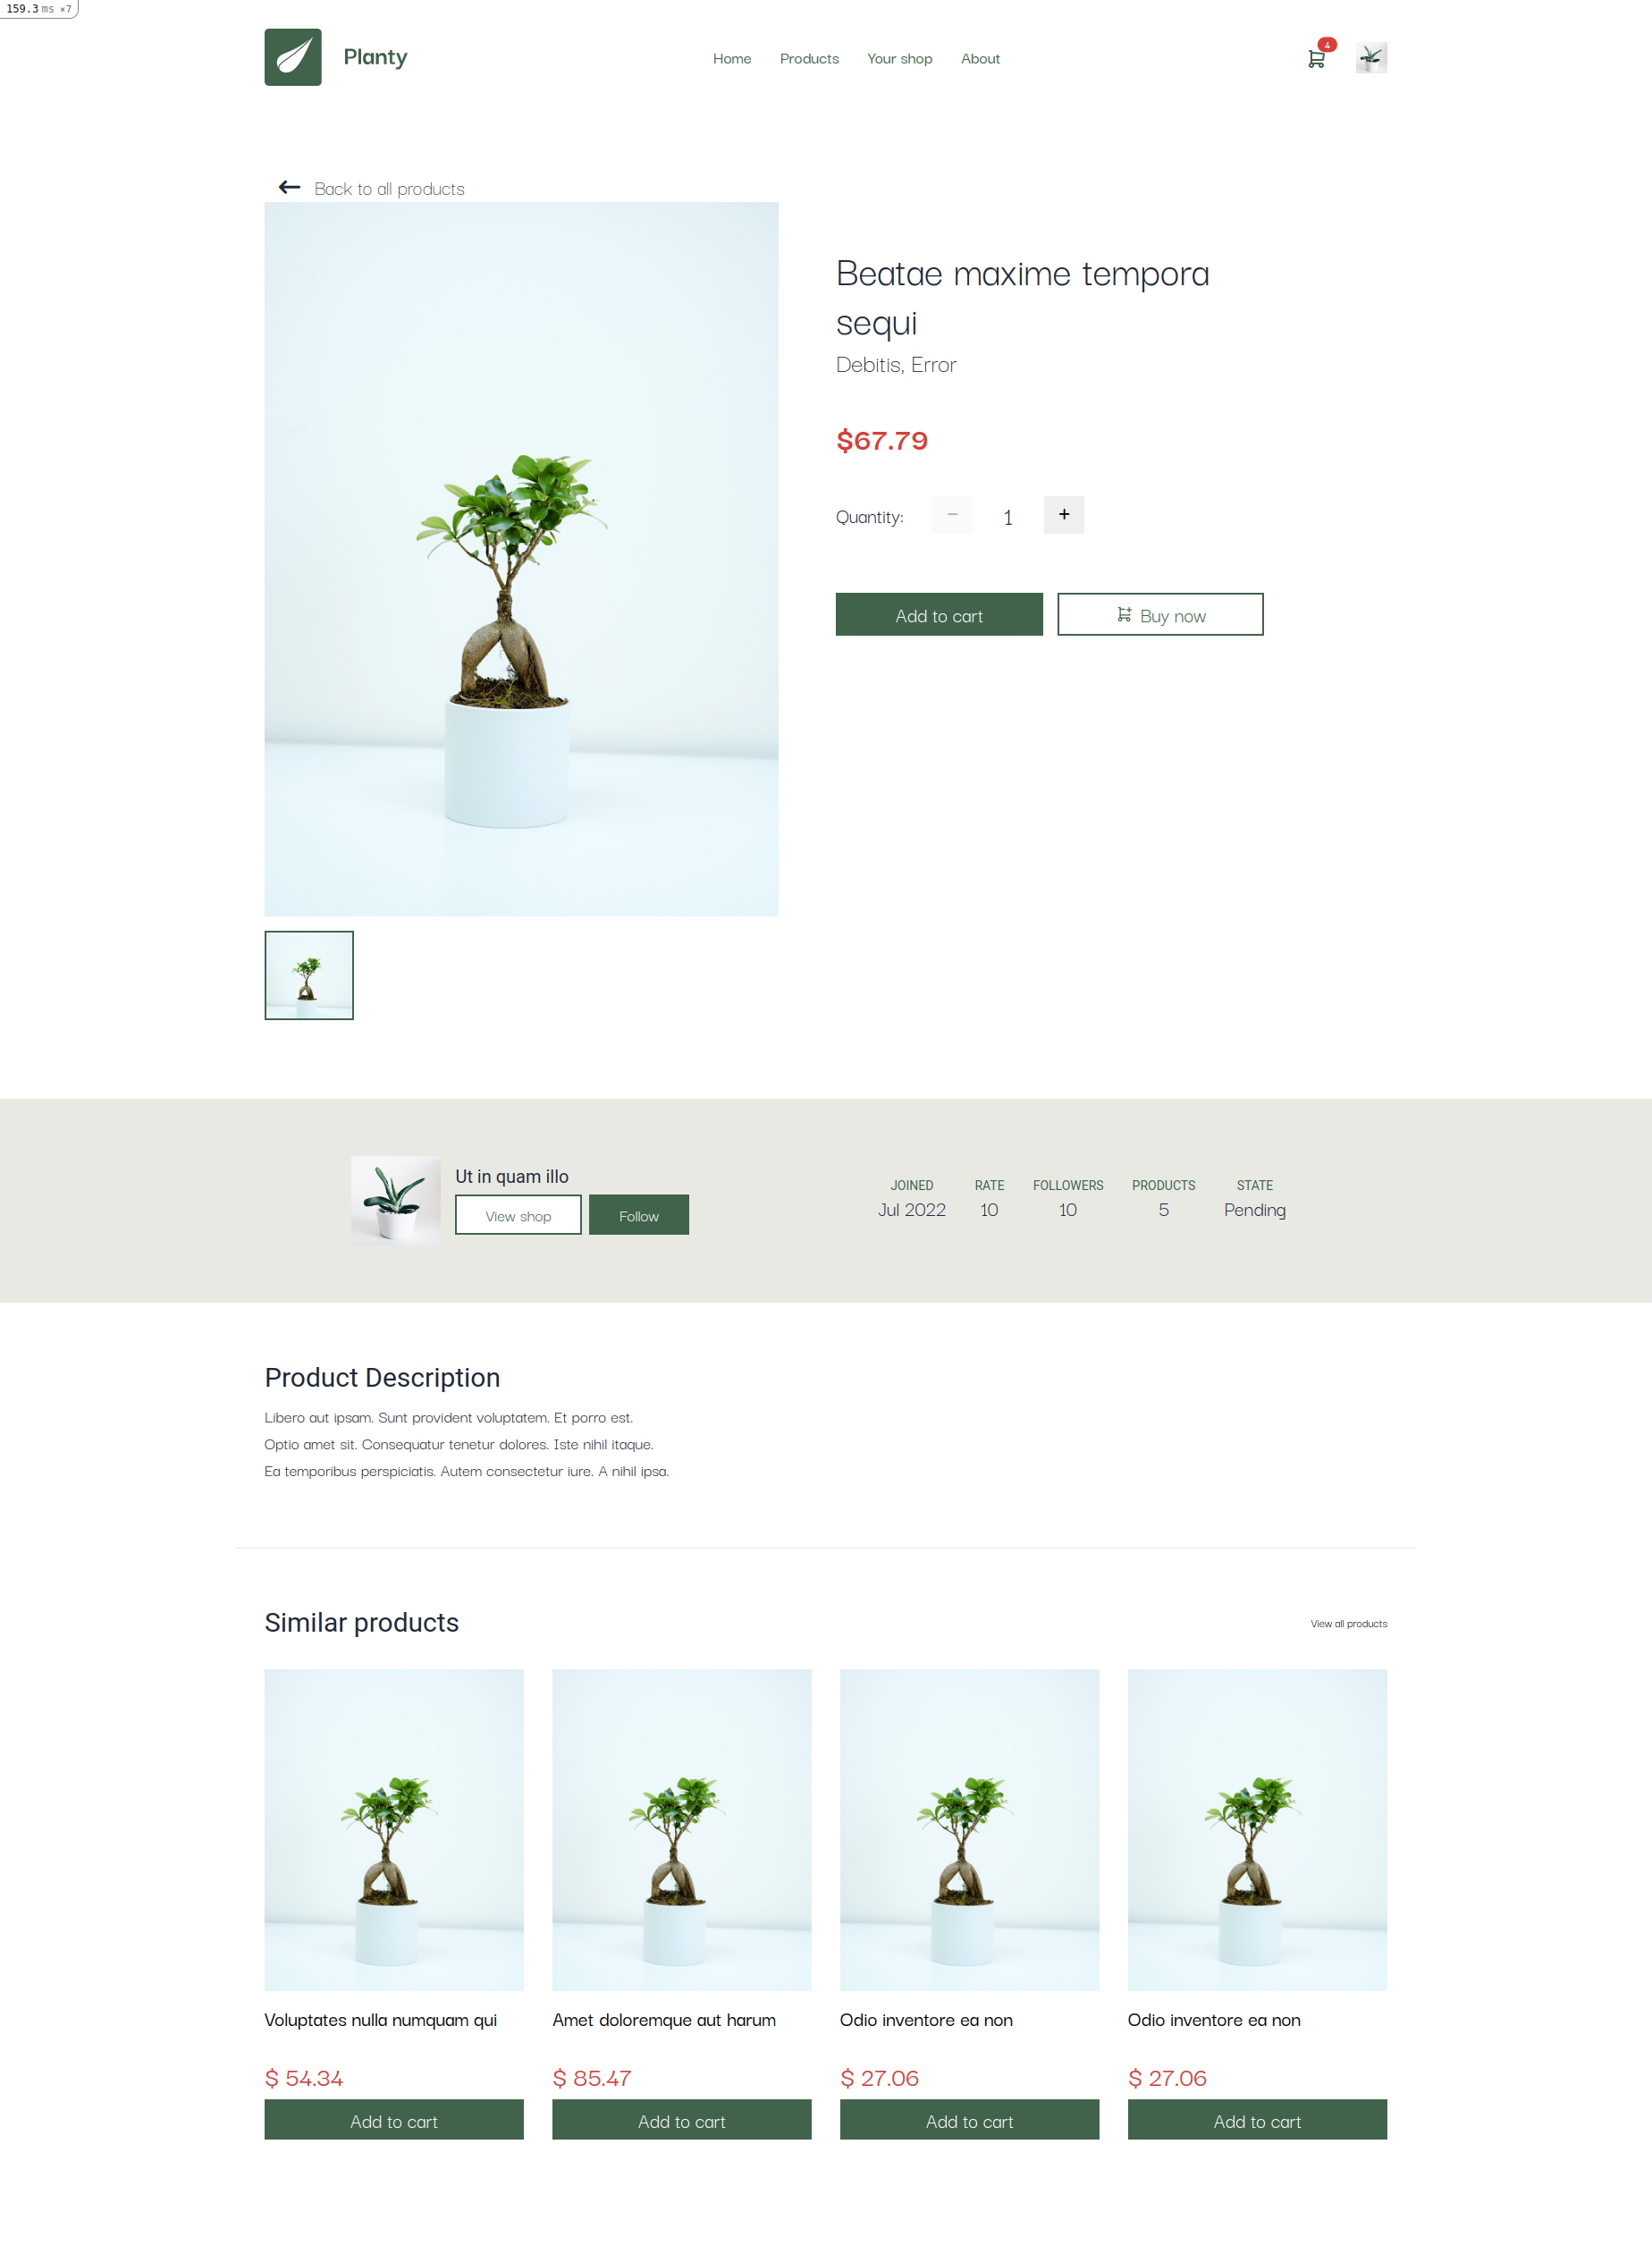 159.3 ms ×7
Planty
Home Products Your shop About
4
Back to all products
Beatae maxime tempora
sequi
Debitis, Error
$67.79
Quantity: − 1 +
Add to cart Buy now
Ut in quam illo
View shop Follow
JOINED RATE FOLLOWERS PRODUCTS STATE
Jul 2022 10 10 5 Pending
Product Description
Libero aut ipsam. Sunt provident voluptatem. Et porro est.
Optio amet sit. Consequatur tenetur dolores. Iste nihil itaque.
Ea temporibus perspiciatis. Autem consectetur iure. A nihil ipsa.
Similar products View all products
Voluptates nulla numquam qui Amet doloremque aut harum Odio inventore ea non Odio inventore ea non
$ 54.34 $ 85.47 $ 27.06 $ 27.06
Add to cart Add to cart Add to cart Add to cart